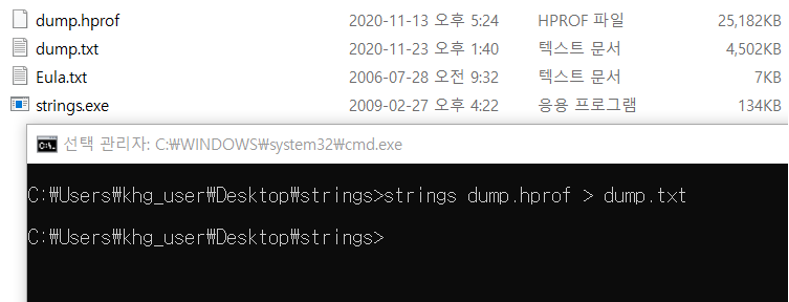 dump.hprof 2020-11-13 오후 5:24 HPROF 파일 25,182KB
dump.txt 2020-11-23 오후 1:40 텍스트 문서 4,502KB
Eula.txt 2006-07-28 오전 9:32 텍스트 문서 7KB
strings.exe 2009-02-27 오후 4:22 응용 프로그램 134KB
C:\. 선택 관리자: C:₩WINDOWS₩system32₩cmd.exe
C:₩Users₩khg_user₩Desktop₩strings>strings dump.hprof > dump.txt
C:₩Users₩khg_user₩Desktop₩strings>